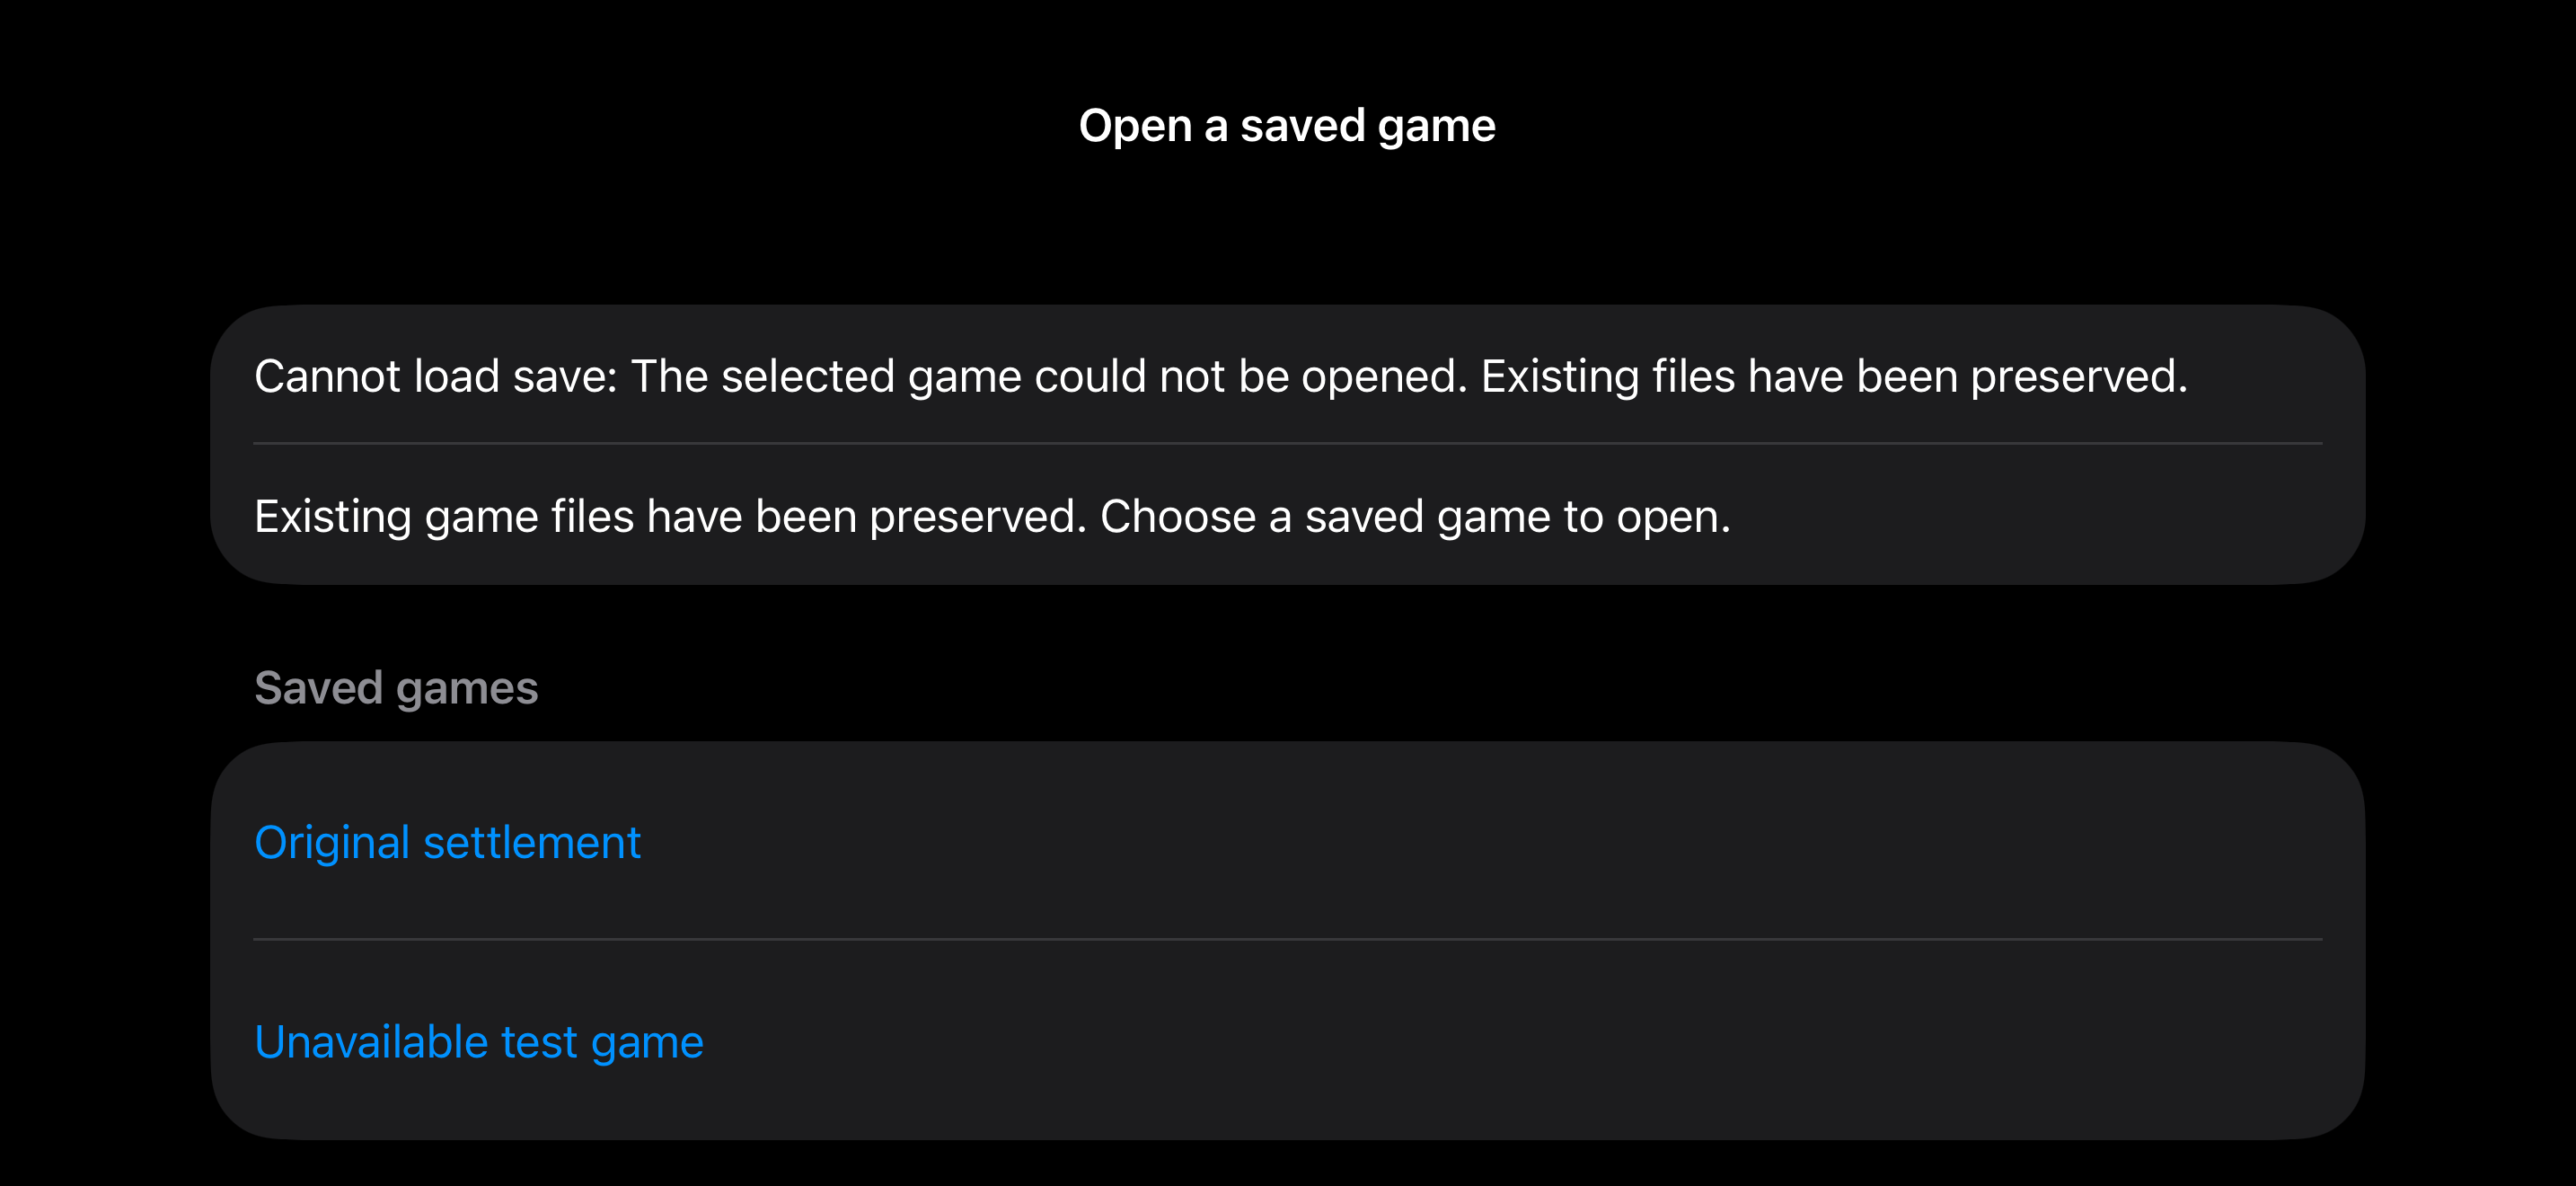 Open a saved game
Cannot load save: The selected game could not be opened. Existing files have been preserved.
Existing game files have been preserved. Choose a saved game to open.
Saved games
Original settlement
Unavailable test game